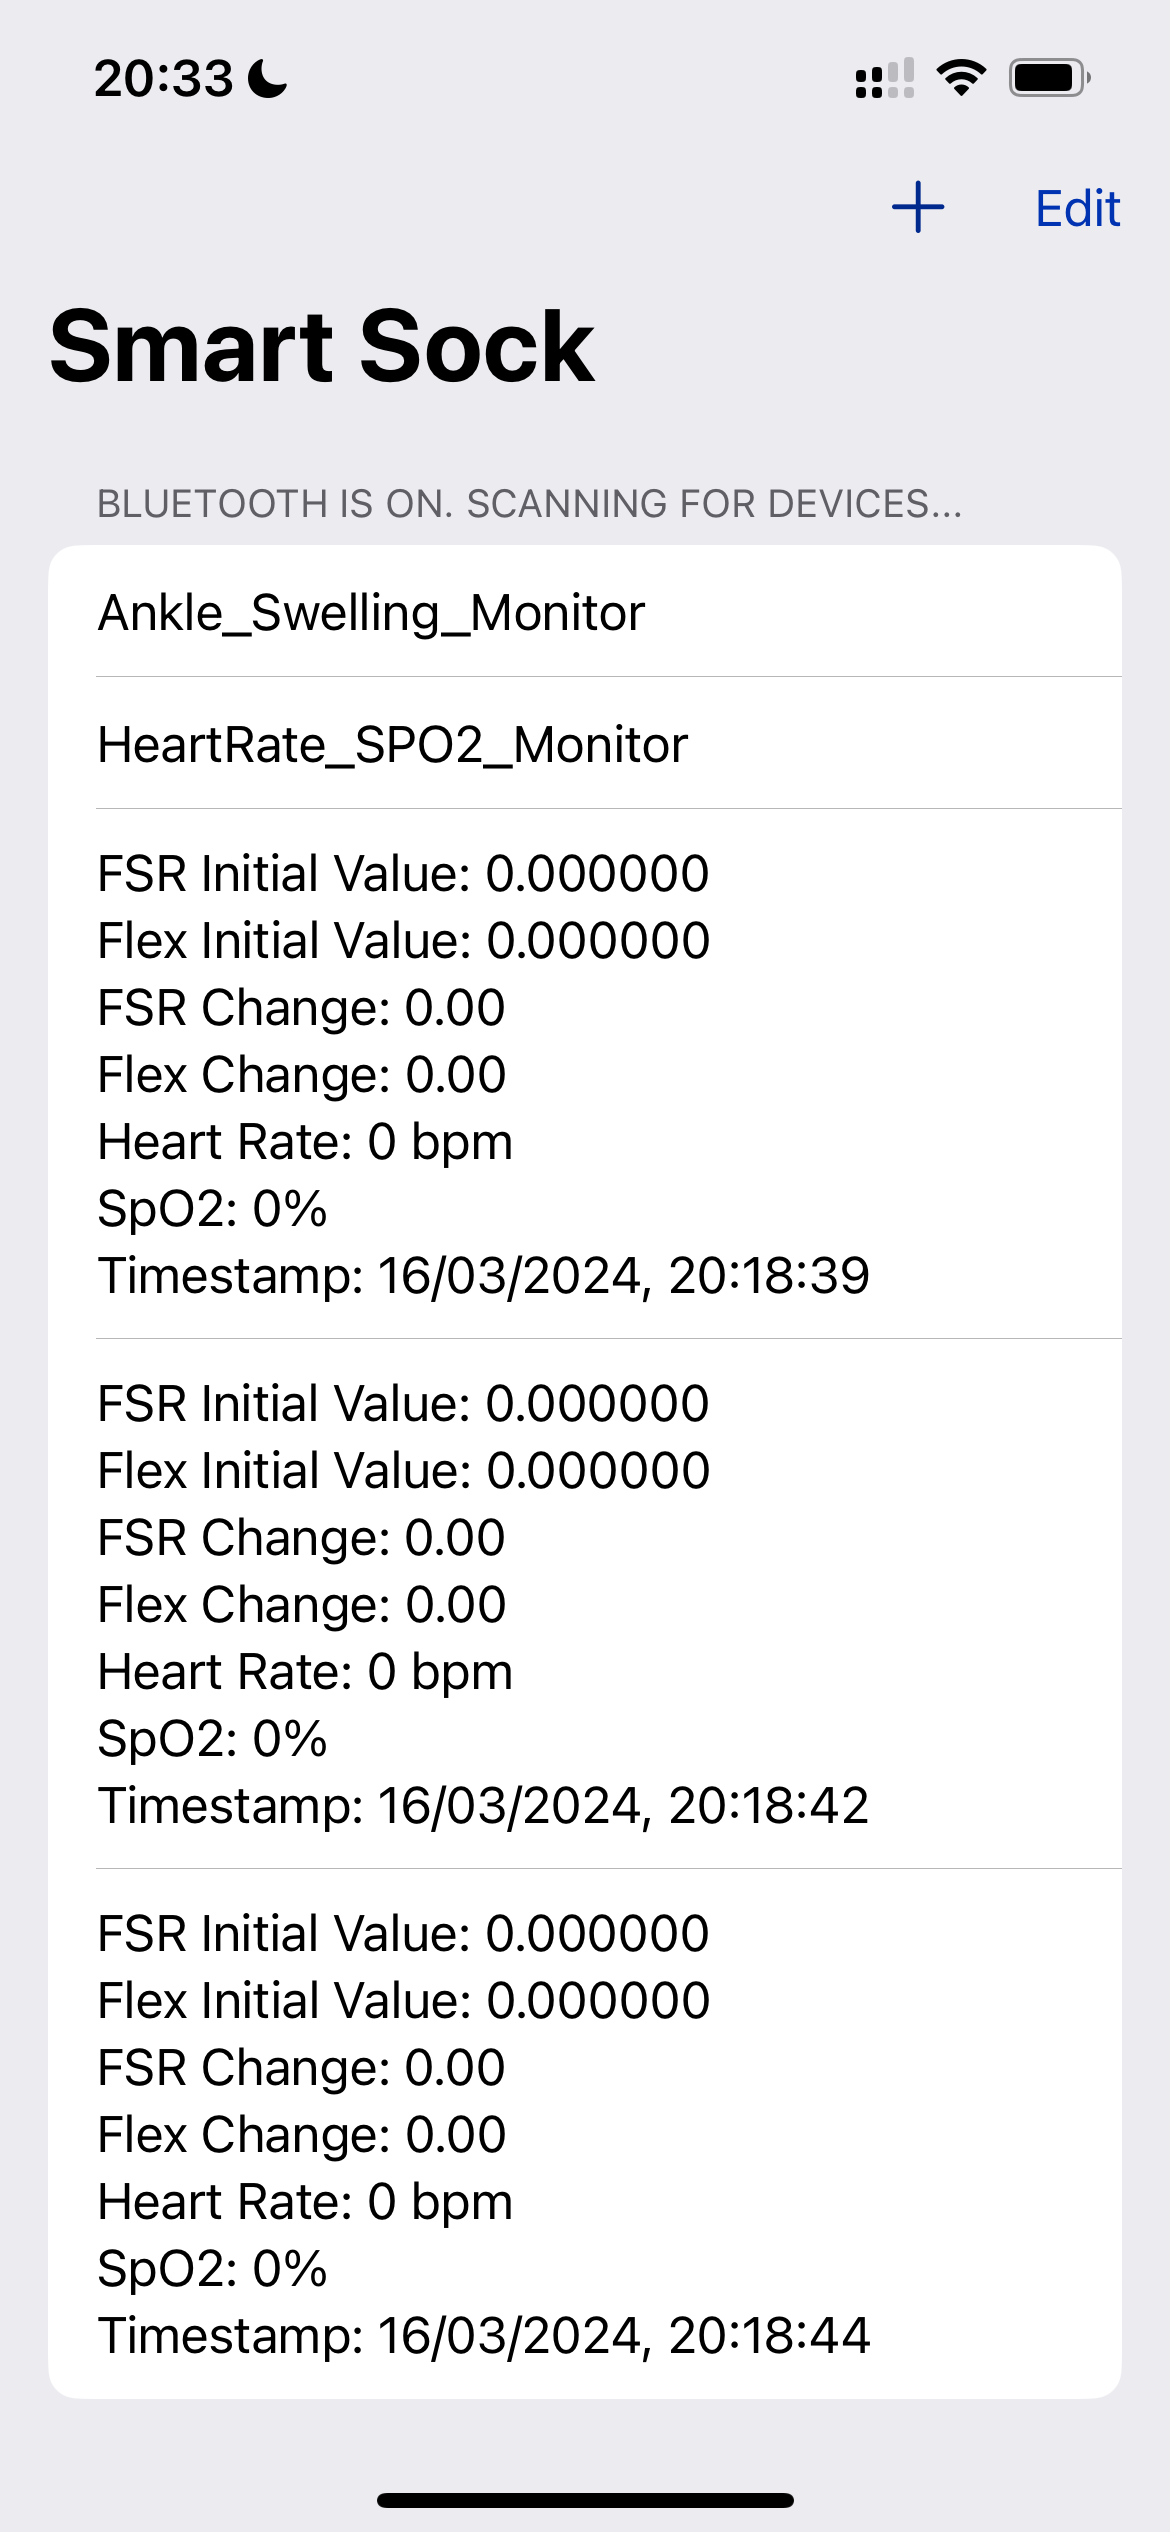 20:33
Edit
Smart Sock
BLUETOOTH IS ON. SCANNING FOR DEVICES...
Ankle_Swelling_Monitor
HeartRate_SPO2_Monitor
FSR Initial Value: 0.000000
Flex Initial Value: 0.000000
FSR Change: 0.00
Flex Change: 0.00
Heart Rate: 0 bpm
SpO2: 0%
Timestamp: 16/03/2024, 20:18:39
FSR Initial Value: 0.000000
Flex Initial Value: 0.000000
FSR Change: 0.00
Flex Change: 0.00
Heart Rate: 0 bpm
SpO2: 0%
Timestamp: 16/03/2024, 20:18:42
FSR Initial Value: 0.000000
Flex Initial Value: 0.000000
FSR Change: 0.00
Flex Change: 0.00
Heart Rate: 0 bpm
SpO2: 0%
Timestamp: 16/03/2024, 20:18:44